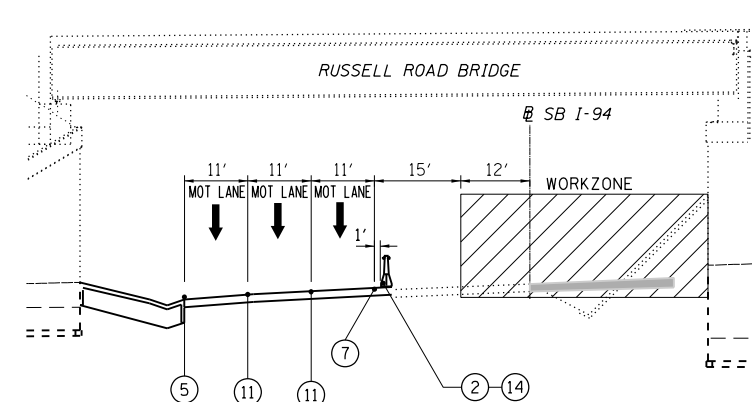 RUSSELL ROAD BRIDGE
℄ SB I-94
11' 11' 11' 15' 12'
MOT LANE MOT LANE MOT LANE
WORKZONE
1'
7
5 11 11 2 14